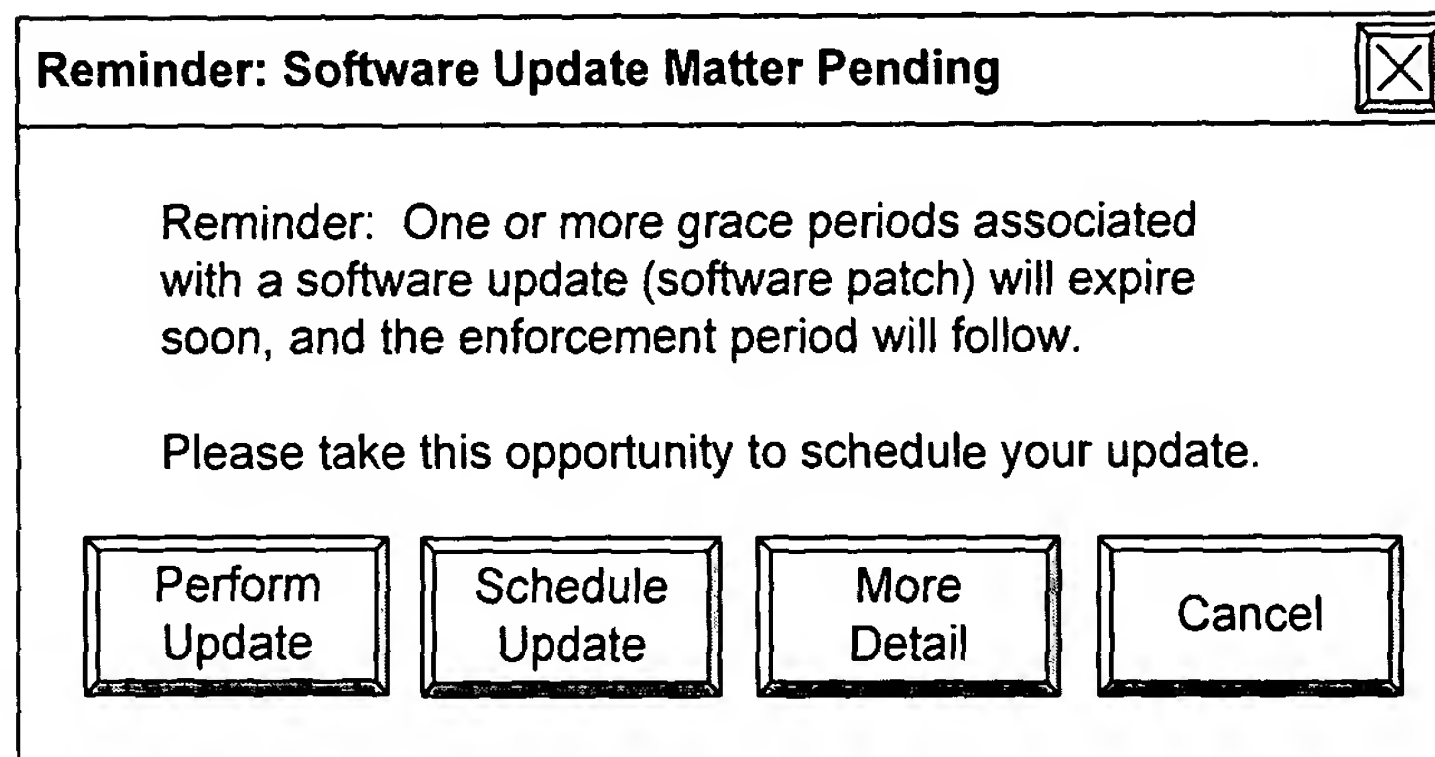 Reminder: Software Update Matter Pending
Reminder: One or more grace periods associated
with a software update (software patch) will expire
soon, and the enforcement period will follow.
Please take this opportunity to schedule your update.
Perform
Update
Schedule
Update
More
Detail
Cancel